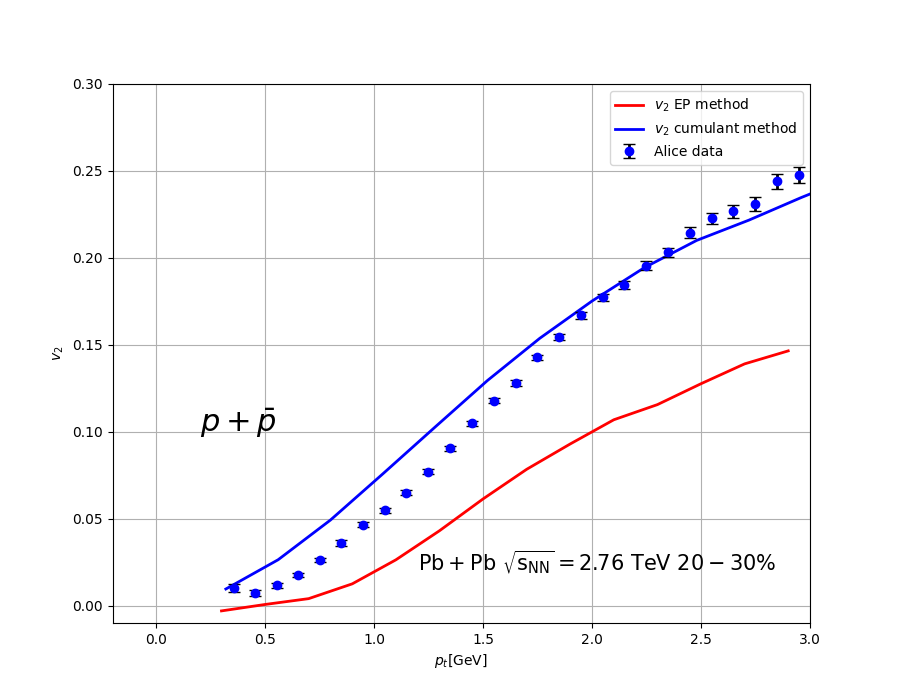 0.30
0.25
0.20
0.15
0.10
0.05
0.00
v₂
v₂ EP method
v₂ cumulant method
Alice data
p + p̄
Pb + Pb √s_NN = 2.76 TeV 20 − 30%
0.0 0.5 1.0 1.5 2.0 2.5 3.0
pₜ[GeV]